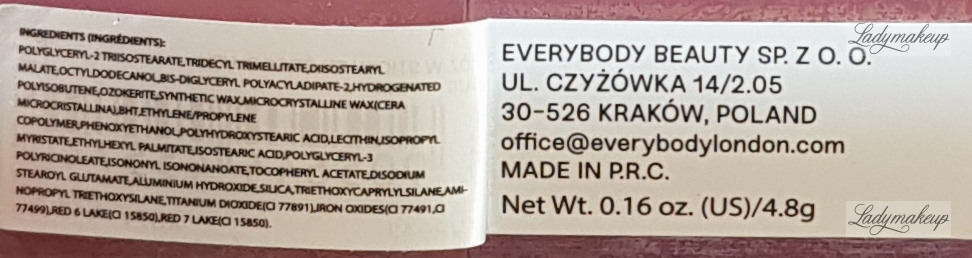 INGREDIENTS (INGRÉDIENTS):
POLYGLYCERYL-2 TRIISOSTEARATE,TRIDECYL TRIMELLITATE,DIISOSTEARYL
MALATE,OCTYLDODECANOL,BIS-DIGLYCERYL POLYACYLADIPATE-2,HYDROGENATED
POLYISOBUTENE,OZOKERITE,SYNTHETIC WAX,MICROCRYSTALLINE WAX(CERA
MICROCRISTALLINA),BHT,ETHYLENE/PROPYLENE
COPOLYMER,PHENOXYETHANOL,POLYHYDROXYSTEARIC ACID,LECITHIN,ISOPROPYL
MYRISTATE,ETHYLHEXYL PALMITATE,ISOSTEARIC ACID,POLYGLYCERYL-3
POLYRICINOLEATE,ISONONYL ISONONANOATE,TOCOPHERYL ACETATE,DISODIUM
STEAROYL GLUTAMATE,ALUMINIUM HYDROXIDE,SILICA,TRIETHOXYCAPRYLYLSILANE,AMI-
NOPROPYL TRIETHOXYSILANE,TITANIUM DIOXIDE(CI 77891),IRON OXIDES(CI 77491,CI
77499),RED 6 LAKE(CI 15850),RED 7 LAKE(CI 15850).
EVERYBODY BEAUTY SP. Z O. O.
UL. CZYŻÓWKA 14/2.05
30-526 KRAKÓW, POLAND
office@everybodylondon.com
MADE IN P.R.C.
Net Wt. 0.16 oz. (US)/4.8g
Ladymakeup
Ladymakeup